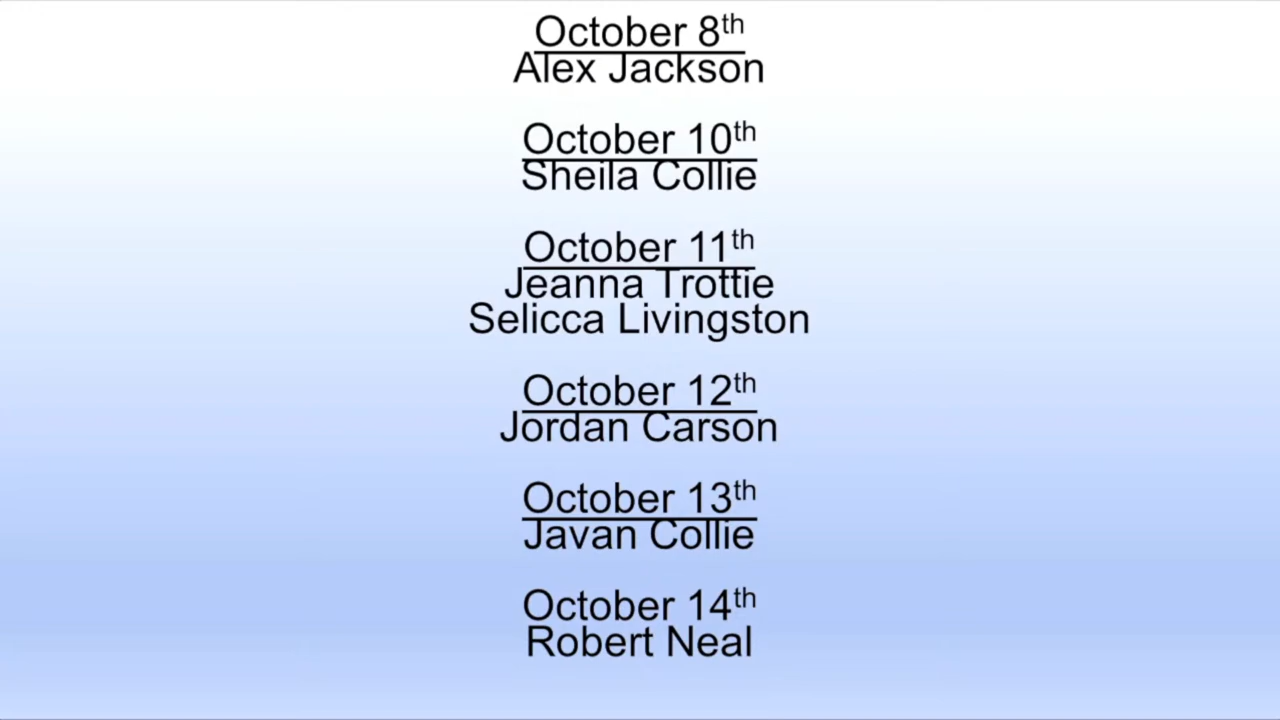 October 8th
Alex Jackson
October 10th
Sheila Collie
October 11th
Jeanna Trottie
Selicca Livingston
October 12th
Jordan Carson
October 13th
Javan Collie
October 14th
Robert Neal